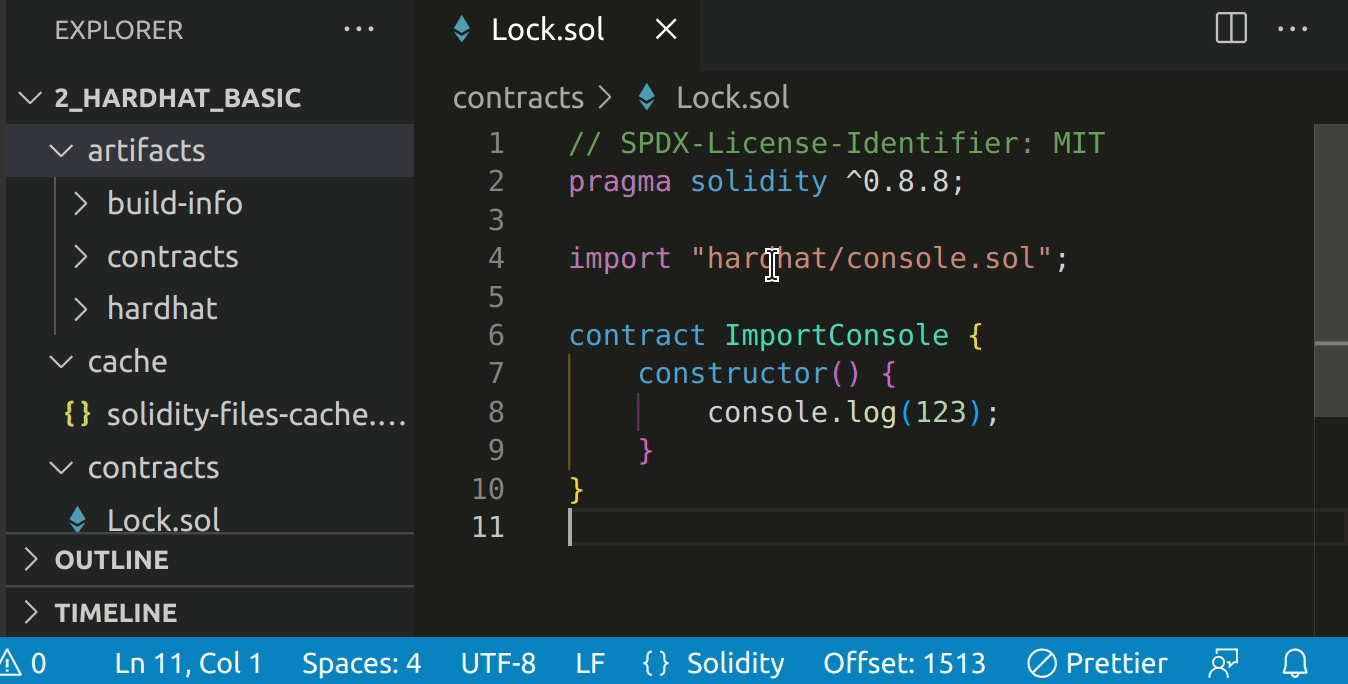 EXPLORER ...
2_HARDHAT_BASIC
artifacts
build-info
contracts
hardhat
cache
{} solidity-files-cache....
contracts
Lock.sol
OUTLINE
TIMELINE
Lock.sol
contracts > Lock.sol
1 // SPDX-License-Identifier: MIT
2 pragma solidity ^0.8.8;
3
4 import "hardhat/console.sol";
5
6 contract ImportConsole {
7     constructor() {
8         console.log(123);
9     }
10 }
11
0 Ln 11, Col 1 Spaces: 4 UTF-8 LF {} Solidity Offset: 1513 Prettier